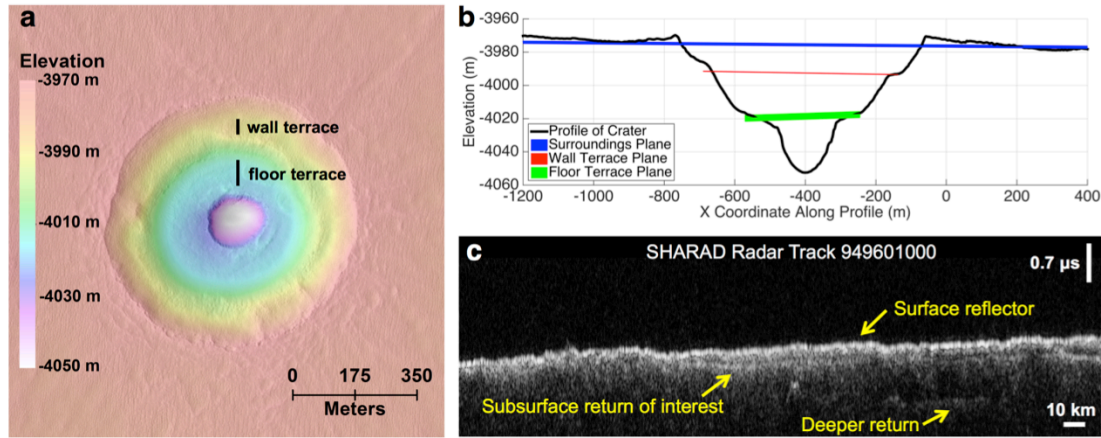 a
Elevation
-3970 m
-3990 m
-4010 m
-4030 m
-4050 m
wall terrace
floor terrace
0 175 350
Meters
b
Elevation (m)
-3960
-3980
-4000
-4020
-4040
-4060
Profile of Crater
Surroundings Plane
Wall Terrace Plane
Floor Terrace Plane
-1200 -1000 -800 -600 -400 -200 0 200 400
X Coordinate Along Profile (m)
c
SHARAD Radar Track 949601000
0.7 µs
Surface reflector
Subsurface return of interest
Deeper return
10 km